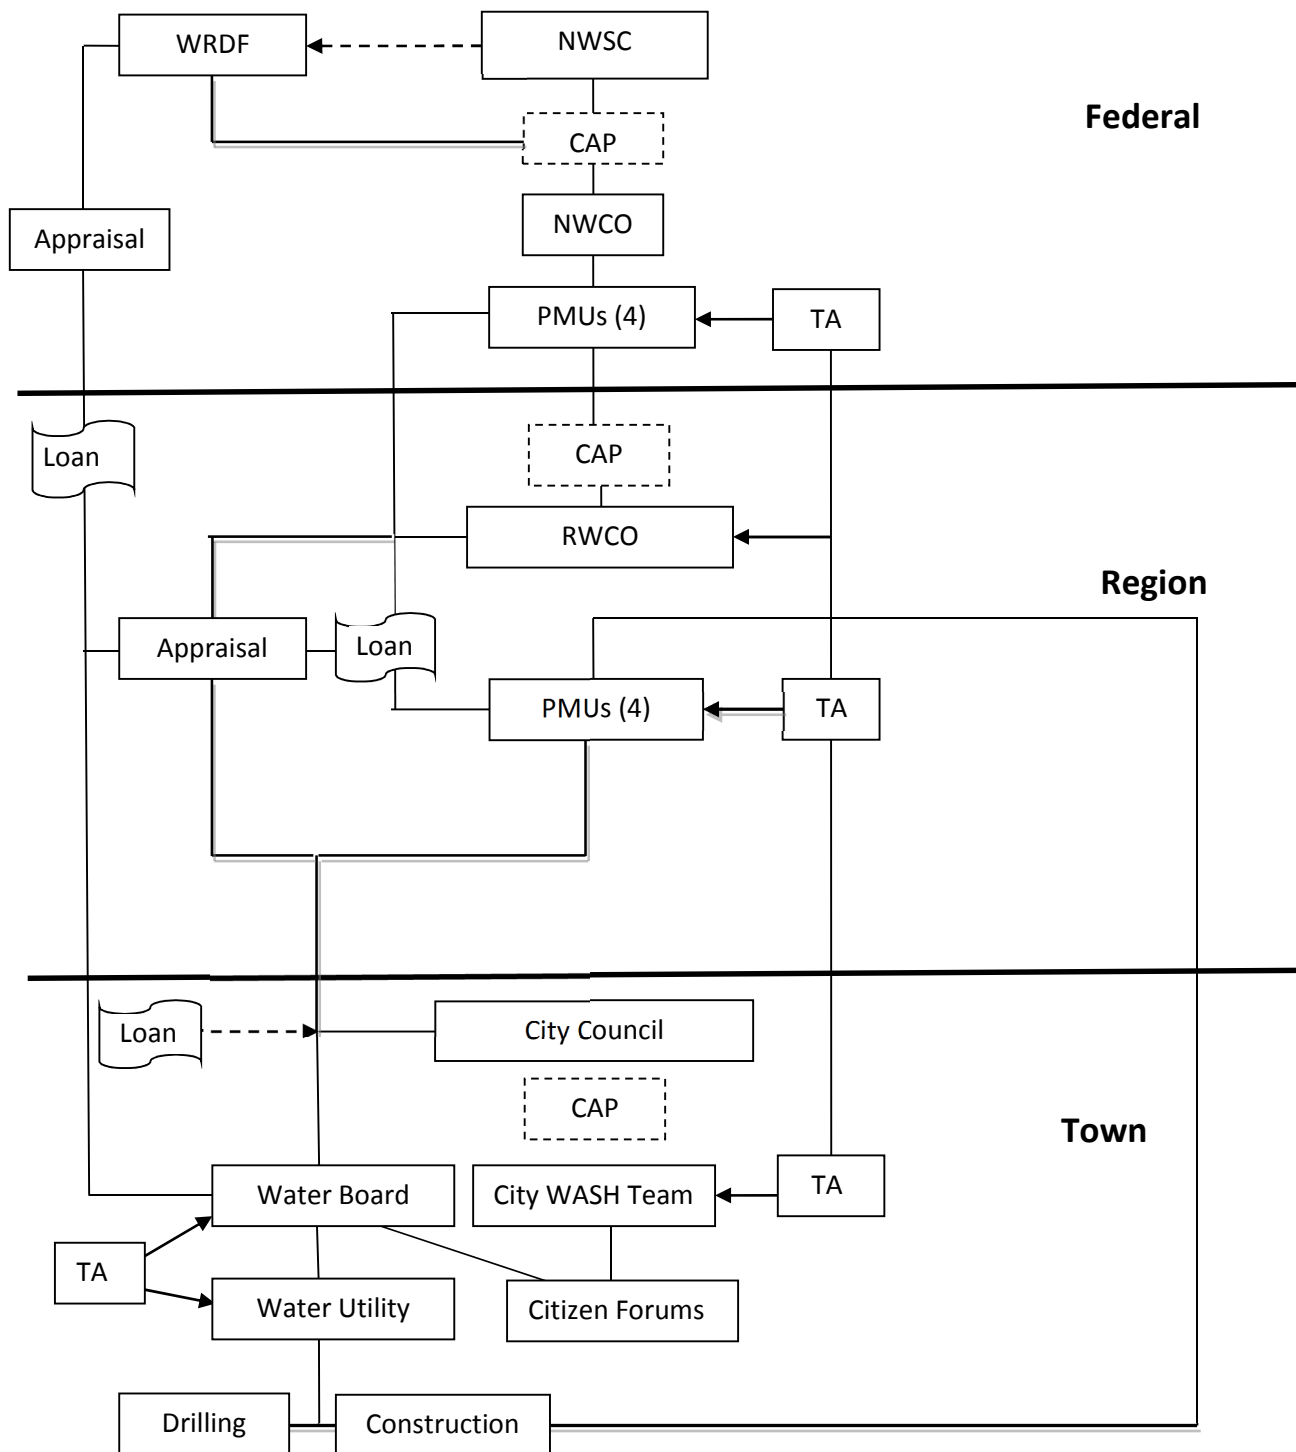 WRDF
NWSC
Federal
CAP
NWCO
Appraisal
PMUs (4)
TA
Loan
CAP
RWCO
Region
Appraisal
Loan
PMUs (4)
TA
Loan
City Council
CAP
Town
Water Board
City WASH Team
TA
TA
Water Utility
Citizen Forums
Drilling
Construction